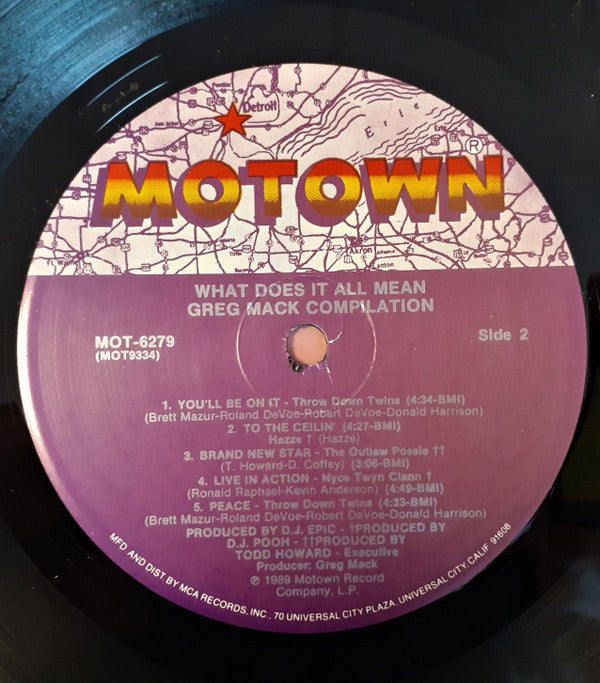 Detroit
Erie
Erie
MOTOWN®
Akron
Canton
WHAT DOES IT ALL MEAN
GREG MACK COMPILATION
MOT-6279
(MOT9334)
Side 2
1. YOU'LL BE ON IT - Throw Down Twins (4:34-BMI)
(Brett Mazur-Roland DeVoe-Robert DeVoe-Donald Harrison)
2. TO THE CEILIN' (4:27-BMI)
Hazze † (Hazze)
3. BRAND NEW STAR - The Outlaw Possie ††
(T. Howard-D. Coffey) (3:06-BMI)
4. LIVE IN ACTION - Nyce Twyn Clann †
(Ronald Raphael-Kevin Anderson) (4:49-BMI)
5. PEACE - Throw Down Twins (4:33-BMI)
(Brett Mazur-Roland DeVoe-Robert DeVoe-Donald Harrison)
PRODUCED BY D.J. EPIC - †PRODUCED BY
D.J. POOH - ††PRODUCED BY
TODD HOWARD - Executive
Producer: Greg Mack
℗ 1989 Motown Record
Company, L.P.
MFD. AND DIST. BY MCA RECORDS, INC., 70 UNIVERSAL CITY PLAZA, UNIVERSAL CITY, CALIF. 91608